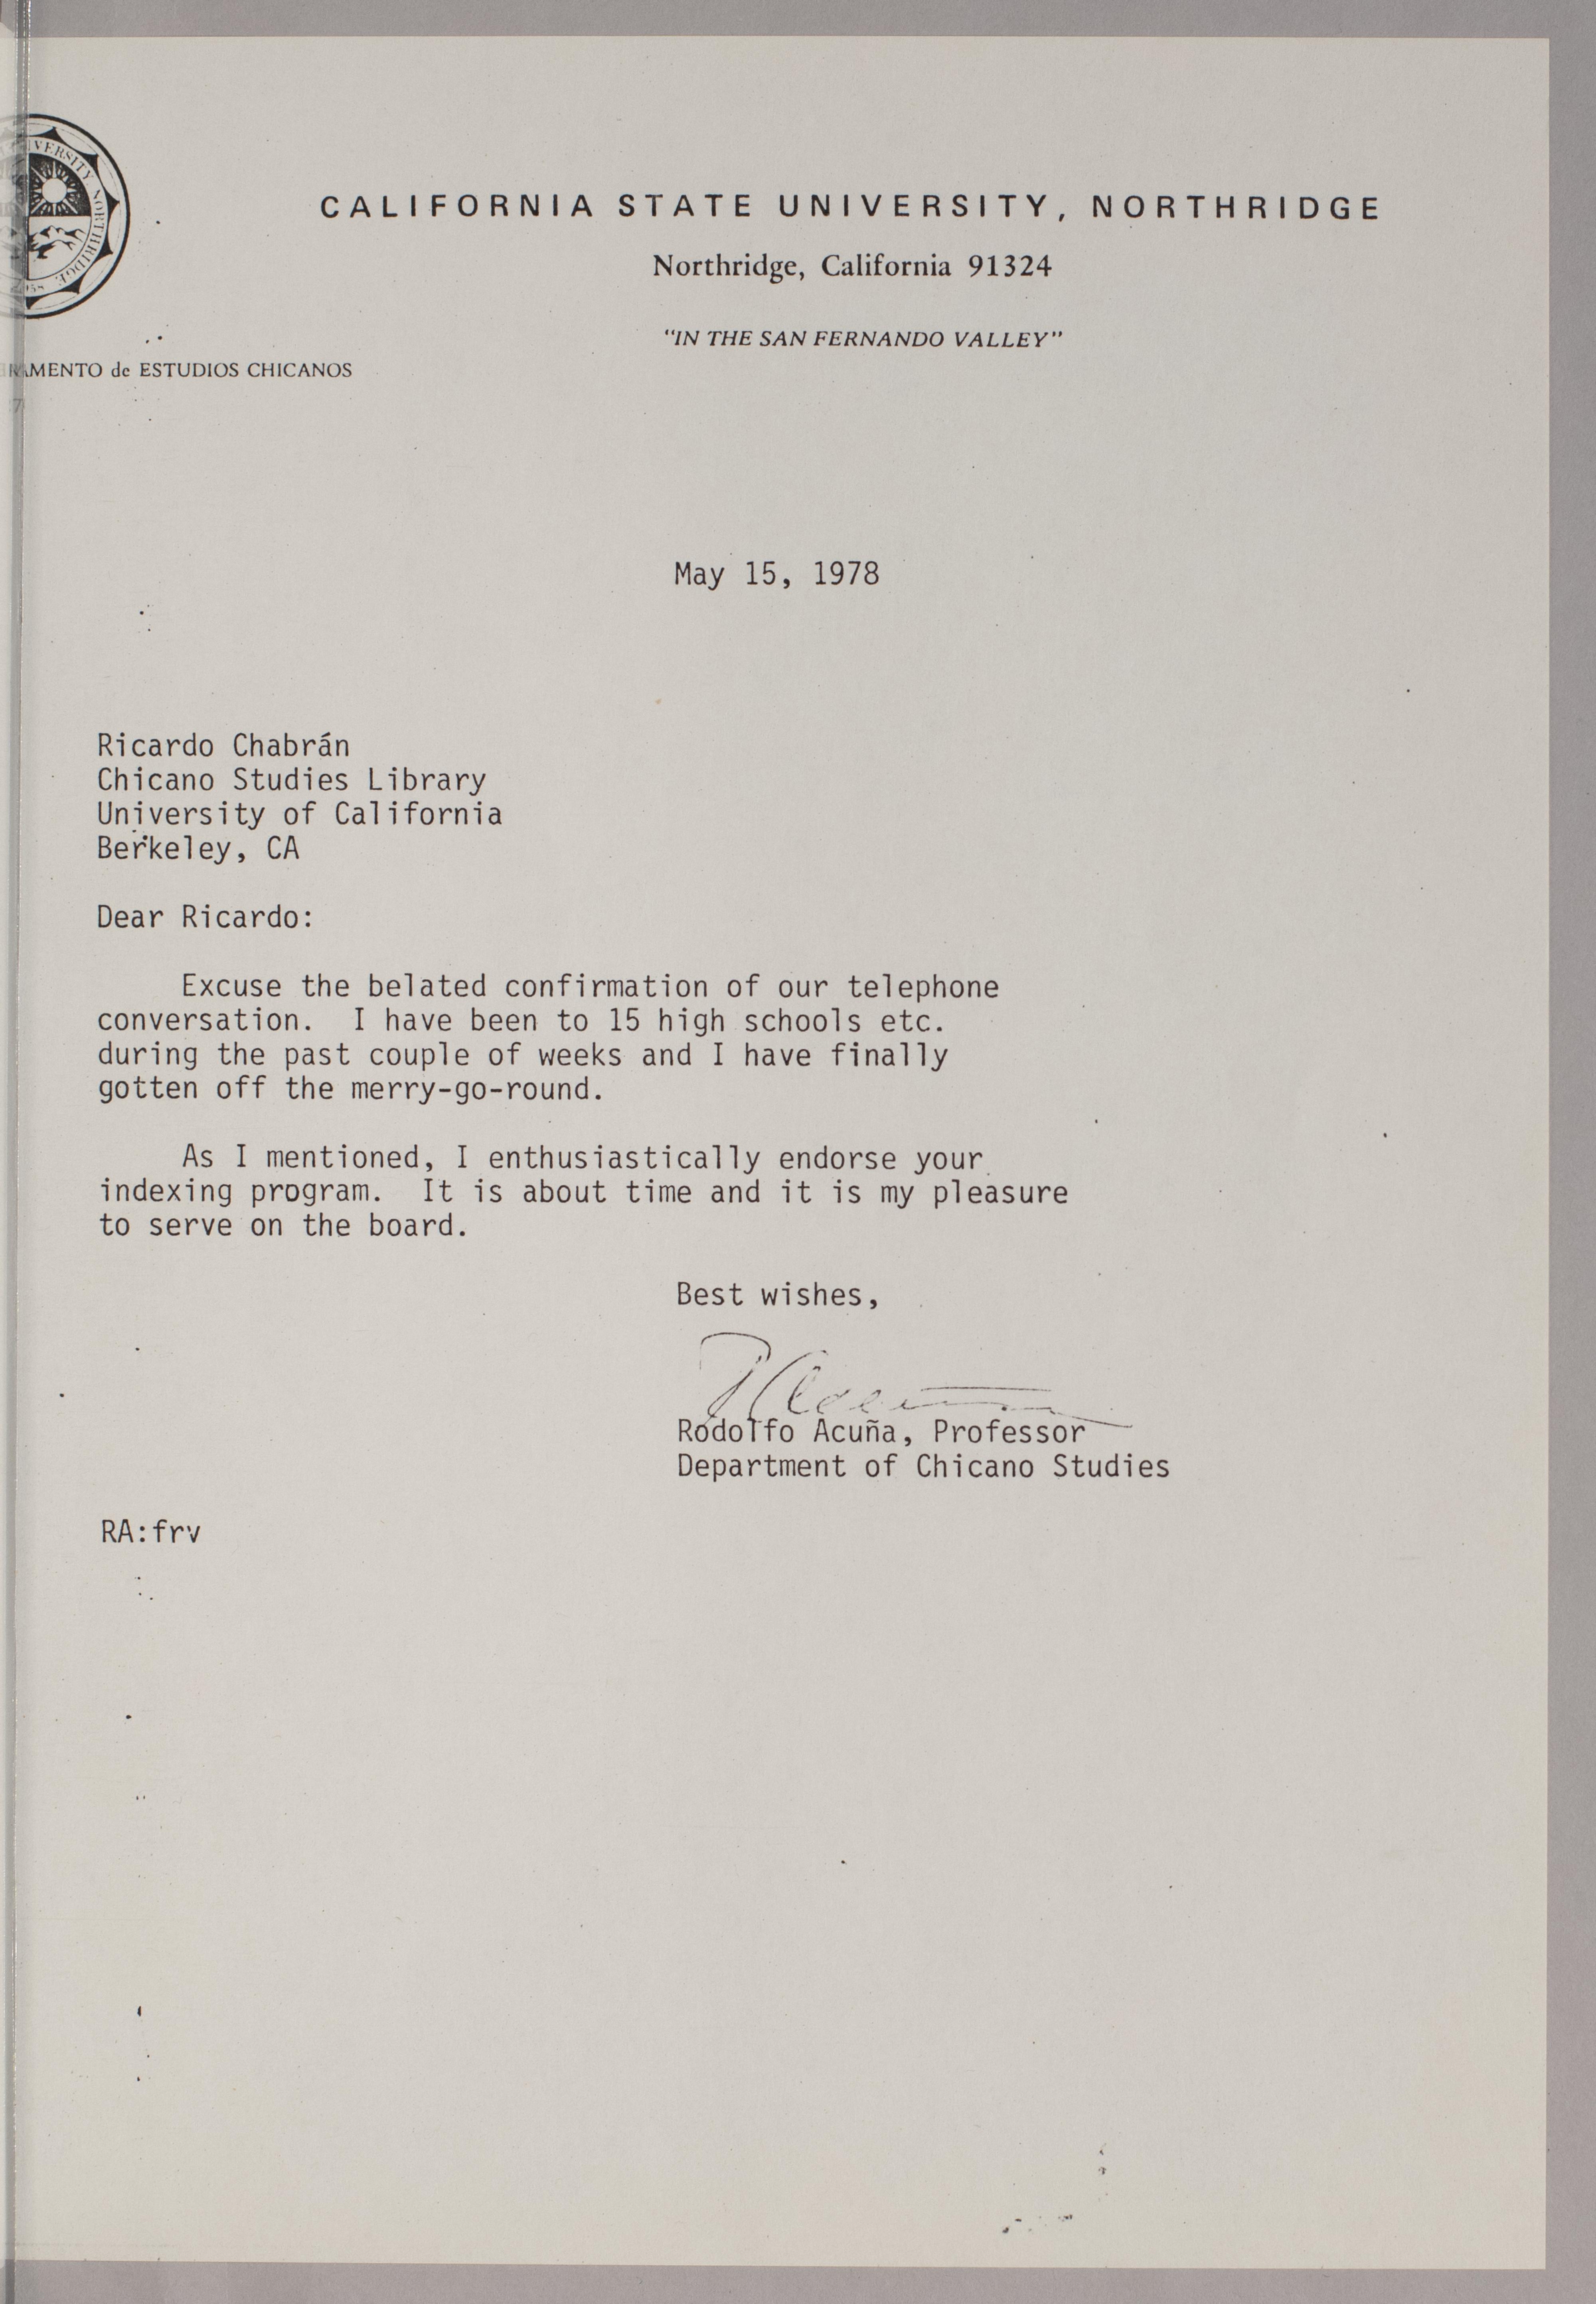 VERSITY NORTHRIDGE
CALIFORNIA STATE UNIVERSITY, NORTHRIDGE
Northridge, California 91324
"IN THE SAN FERNANDO VALLEY"
AMENTO de ESTUDIOS CHICANOS
May 15, 1978
Ricardo Chabrán
Chicano Studies Library
University of California
Berkeley, CA
Dear Ricardo:
Excuse the belated confirmation of our telephone
conversation. I have been to 15 high schools etc.
during the past couple of weeks and I have finally
gotten off the merry-go-round.
As I mentioned, I enthusiastically endorse your
indexing program. It is about time and it is my pleasure
to serve on the board.
Best wishes,
Rodolfo Acuña, Professor
Department of Chicano Studies
RA:frv